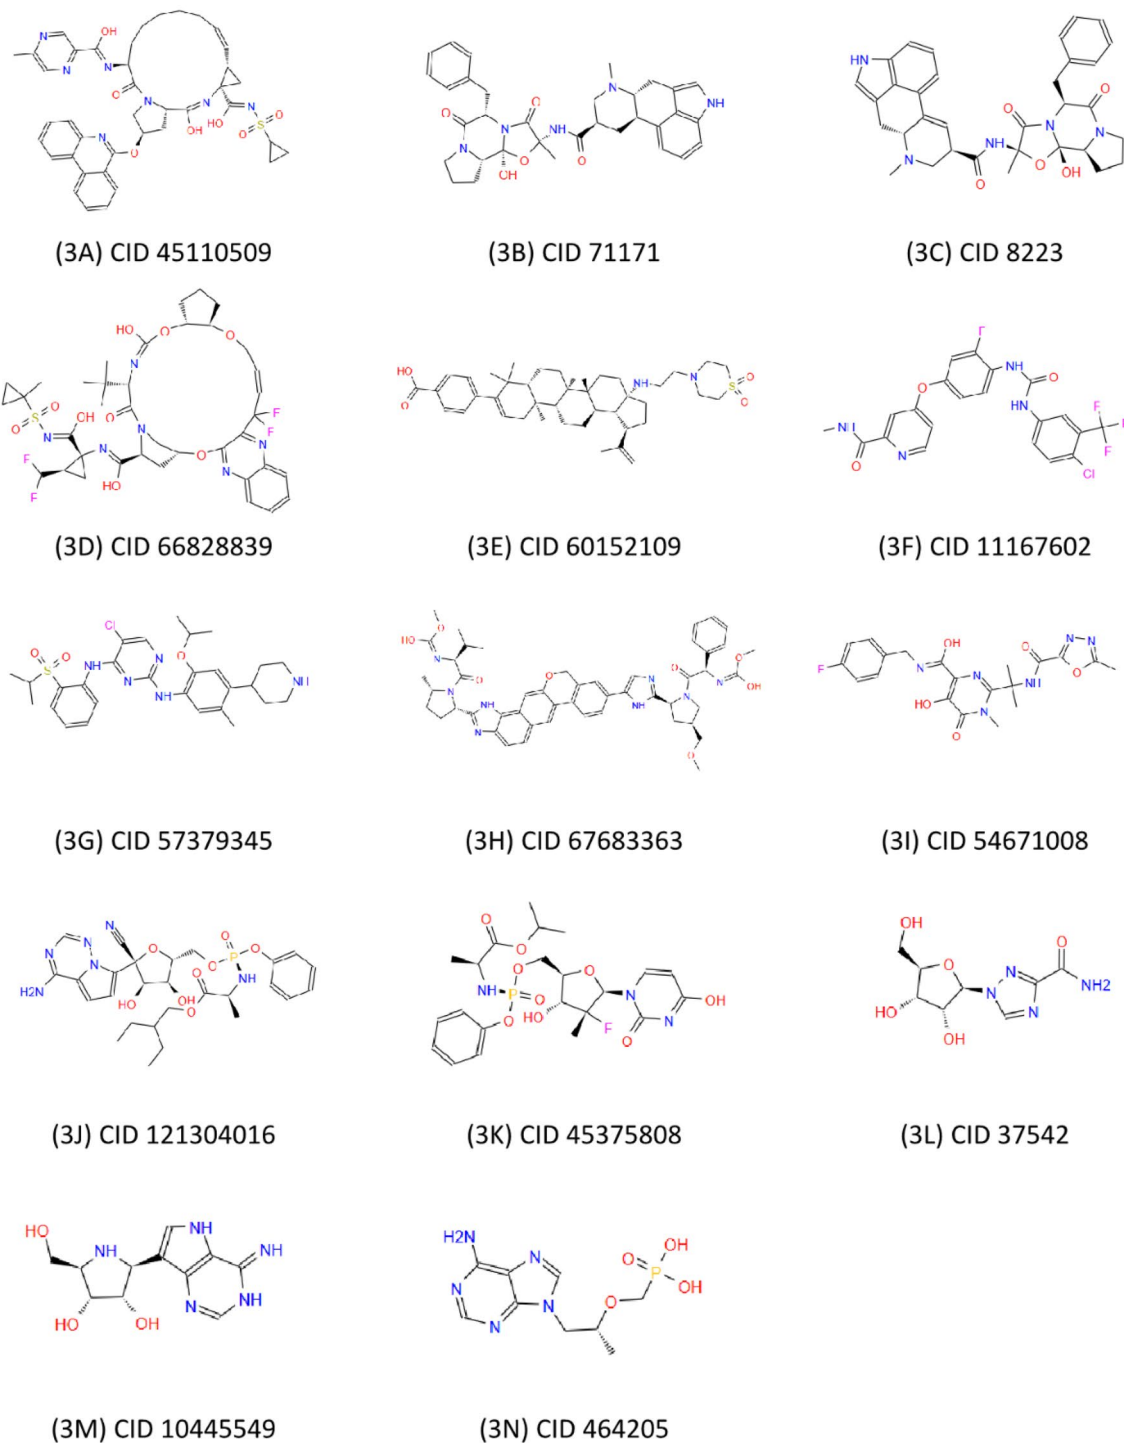 (3A) CID 45110509
(3B) CID 71171
(3C) CID 8223
(3D) CID 66828839
(3E) CID 60152109
(3F) CID 11167602
(3G) CID 57379345
(3H) CID 67683363
(3I) CID 54671008
(3J) CID 121304016
(3K) CID 45375808
(3L) CID 37542
(3M) CID 10445549
(3N) CID 464205